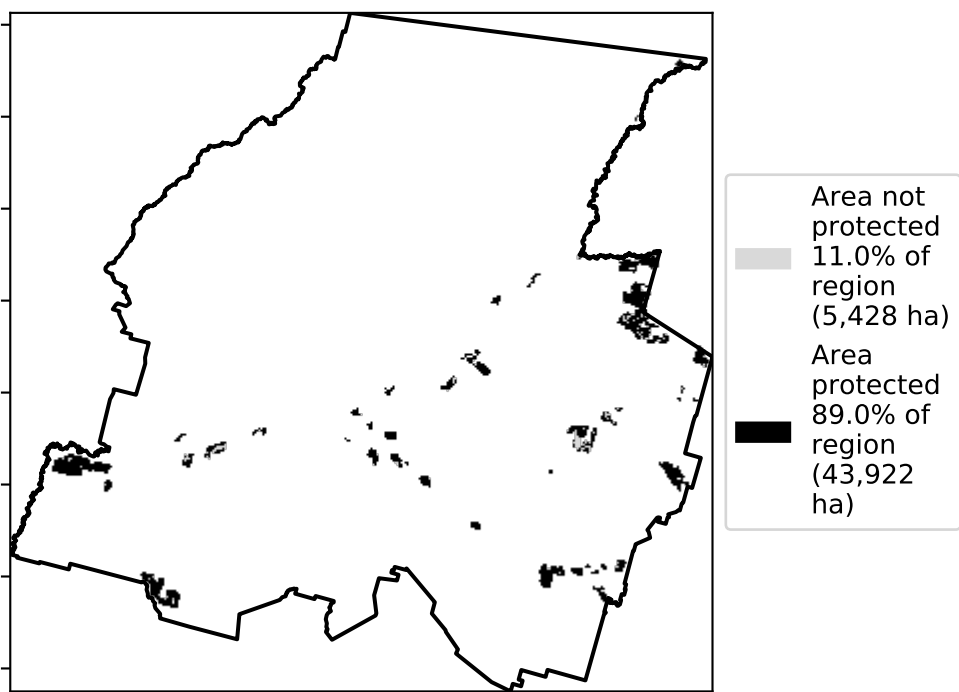 Area not
protected
11.0% of
region
(5,428 ha)
Area
protected
89.0% of
region
(43,922
ha)